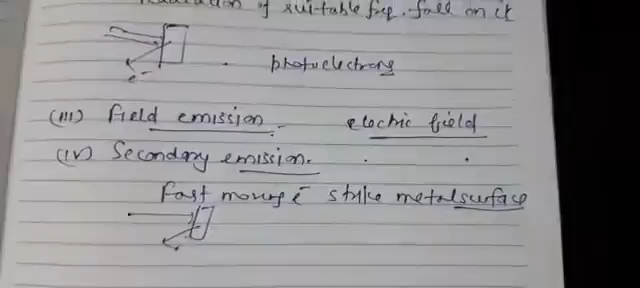 Radiation of suitable freq. fall on it
e-
photoelectrons
(iii) Field emission. electric field
(iv) Secondary emission.
Fast moving e- strike metal surface